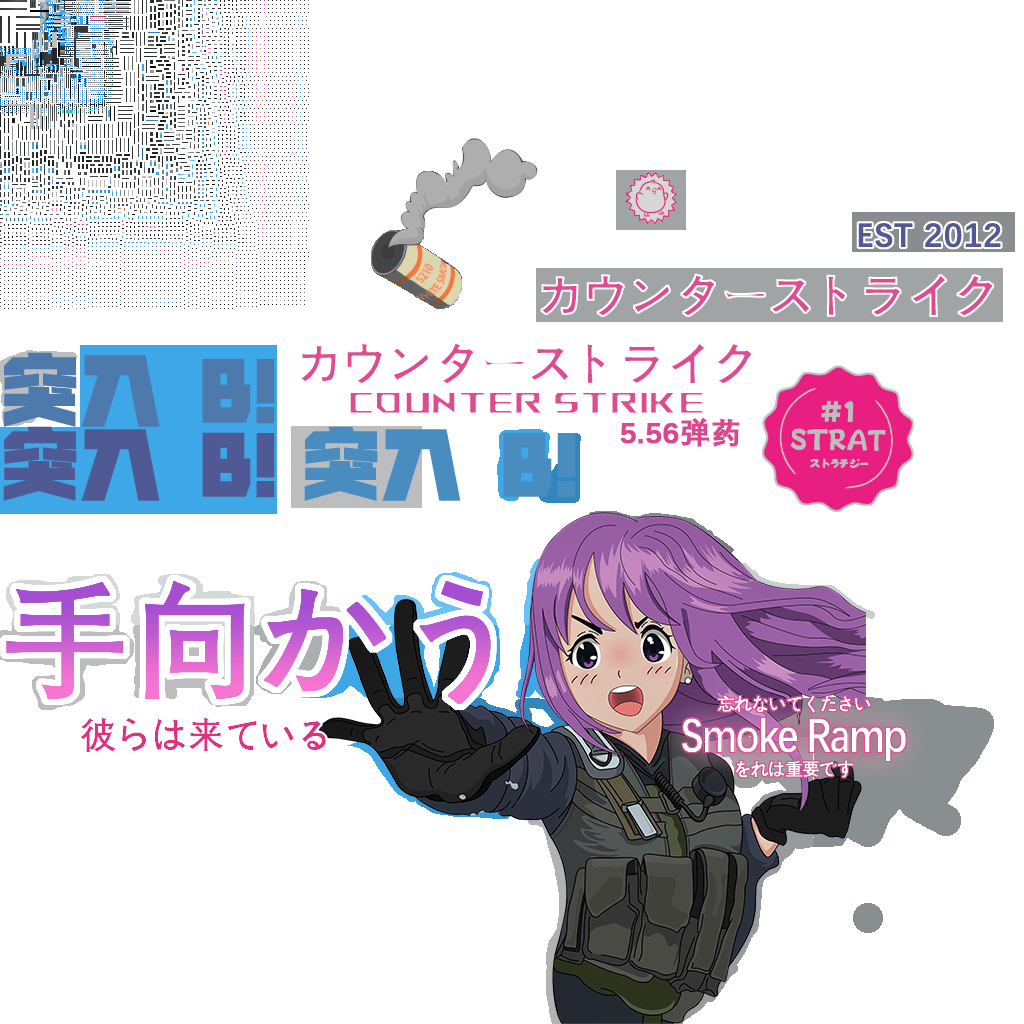 5210
EST 2012
カウンターストライク
突入 B!
カウンターストライク
COUNTER STRIKE
5.56弾药
#1
STRAT
ストラテジー
突入 B!
突入 B!
手向かう
彼らは来ている
忘れないてください
Smoke Ramp
をれは重要です